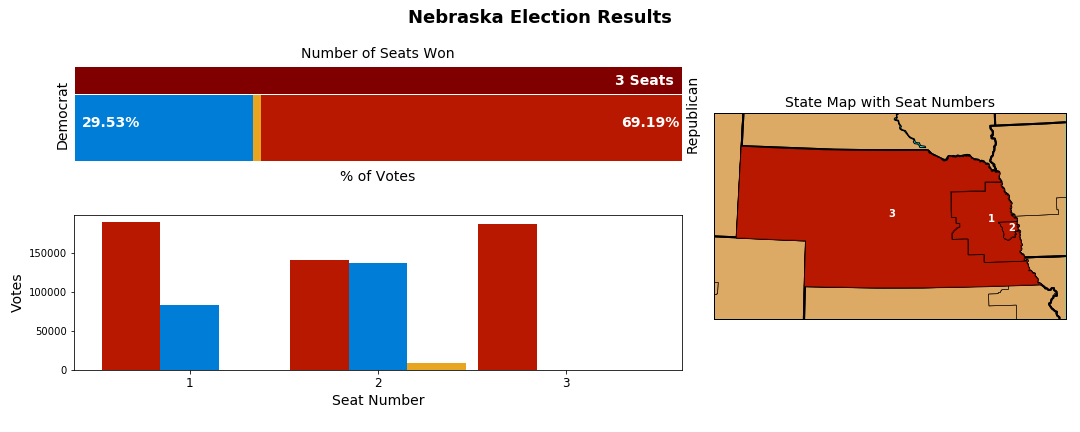 Nebraska Election Results
Number of Seats Won
3 Seats
Democrat
29.53%
69.19%
Republican
% of Votes
State Map with Seat Numbers
3
1
2
Votes
150000
100000
50000
0
1
2
3
Seat Number